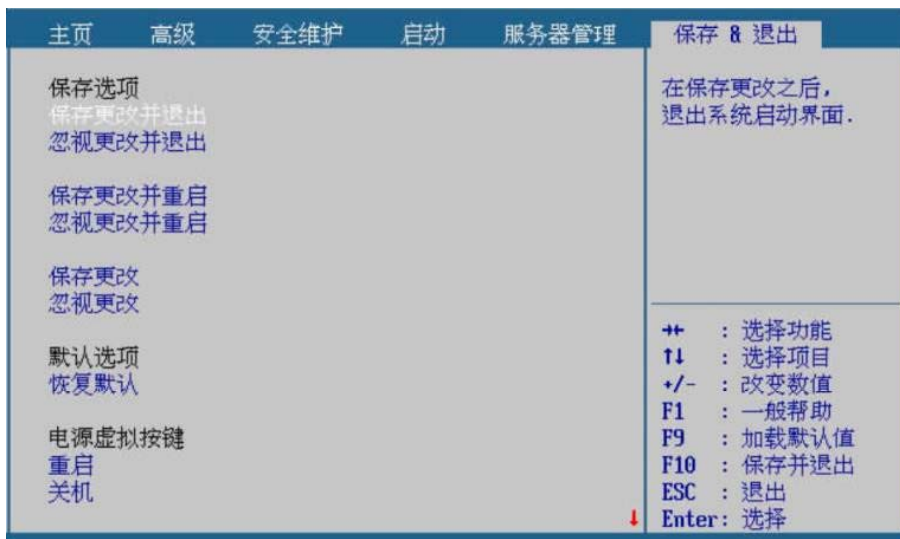 主页 高级 安全维护 启动 服务器管理 保存 & 退出
保存选项
保存更改并退出
忽视更改并退出
保存更改并重启
忽视更改并重启
保存更改
忽视更改
默认选项
恢复默认
电源虚拟按键
重启
关机
在保存更改之后,
退出系统启动界面.
→← : 选择功能
↑↓ : 选择项目
+/- : 改变数值
F1 : 一般帮助
F9 : 加载默认值
F10 : 保存并退出
ESC : 退出
Enter: 选择